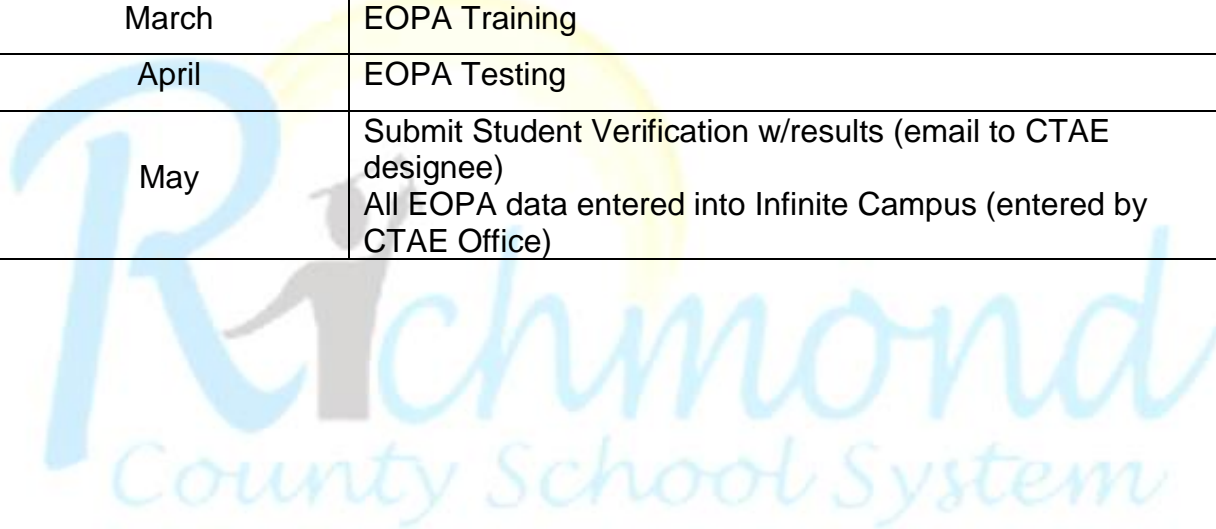 March
EOPA Training
April
EOPA Testing
May
Submit Student Verification w/results (email to CTAE
designee)
All EOPA data entered into Infinite Campus (entered by
CTAE Office)
Richmond
County School System